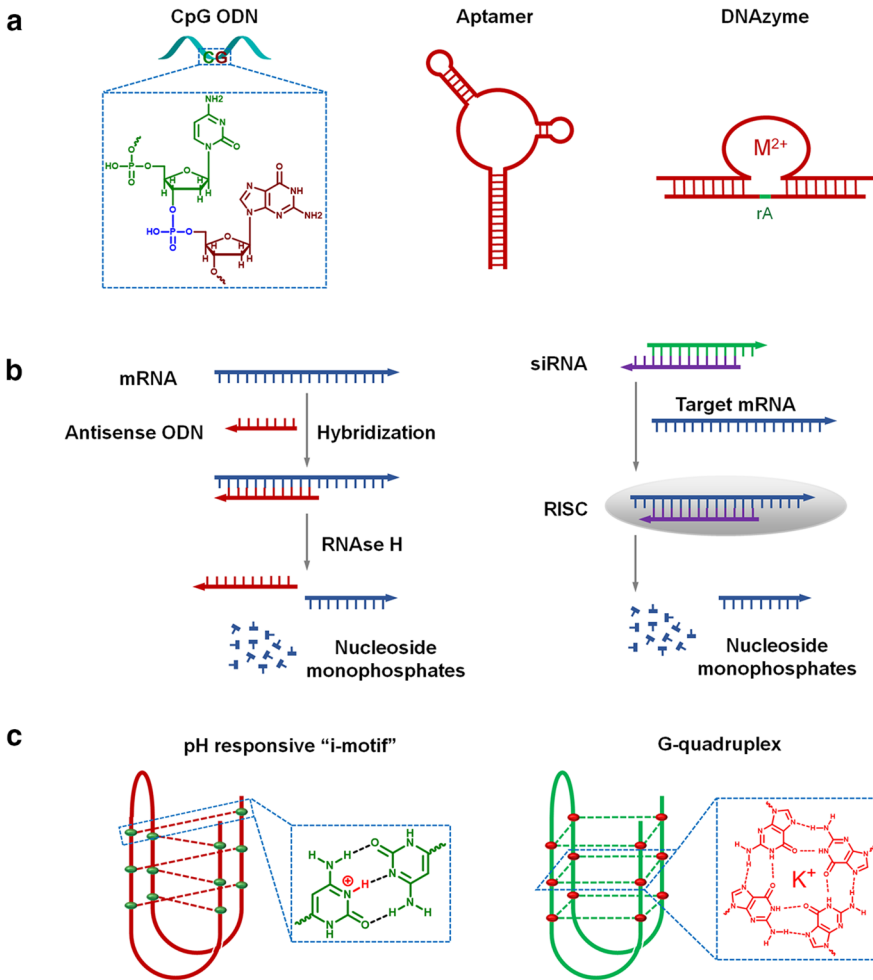 a
CpG ODN
Aptamer
DNAzyme
CG
NH2
N
N
O
O
O
HO-P-O
O
H H
H H
O
HO-P-O
O
O
N
NH
N
N
NH2
O
H H
H H
O
M2+
rA
b
mRNA
siRNA
Antisense ODN
Hybridization
Target mRNA
RISC
RNAse H
Nucleoside
monophosphates
Nucleoside
monophosphates
c
pH responsive “i-motif”
G-quadruplex
K+